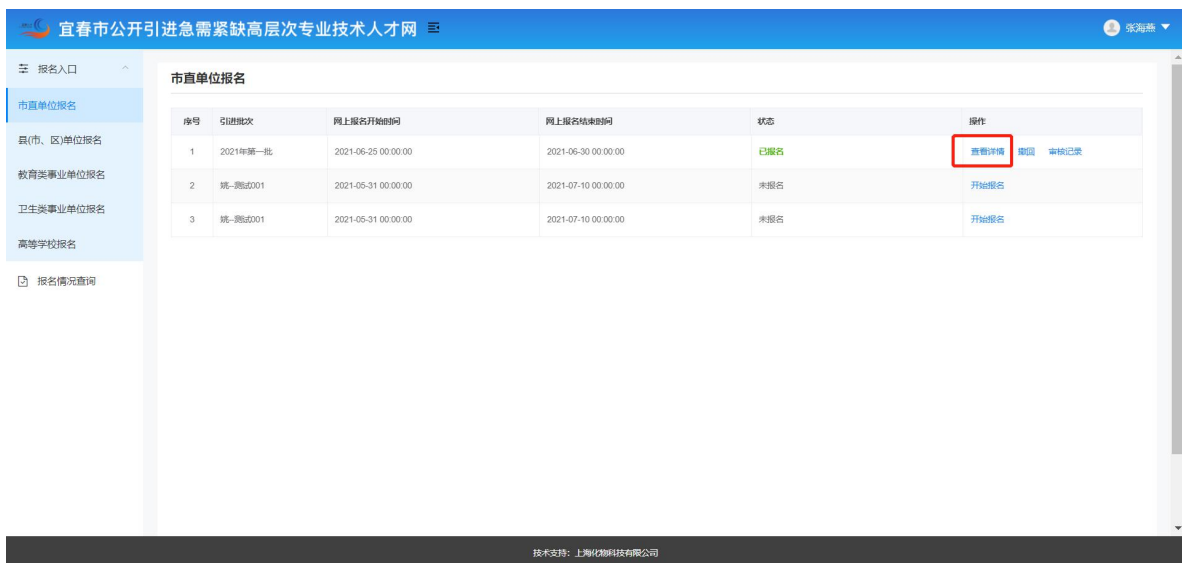 宜春市公开引进急需紧缺高层次专业技术人才网
张海燕
报名入口
市直单位报名
县(市、区)单位报名
教育类事业单位报名
卫生类事业单位报名
高等学校报名
报名情况查询
市直单位报名
序号 引进批次 网上报名开始时间 网上报名结束时间 状态 操作
1 2021年第一批 2021-06-25 00:00:00 2021-06-30 00:00:00 已报名 查看详情 撤回 审核记录
2 姚--测试001 2021-05-31 00:00:00 2021-07-10 00:00:00 未报名 开始报名
3 姚--测试001 2021-05-31 00:00:00 2021-07-10 00:00:00 未报名 开始报名
技术支持：上海化物科技有限公司